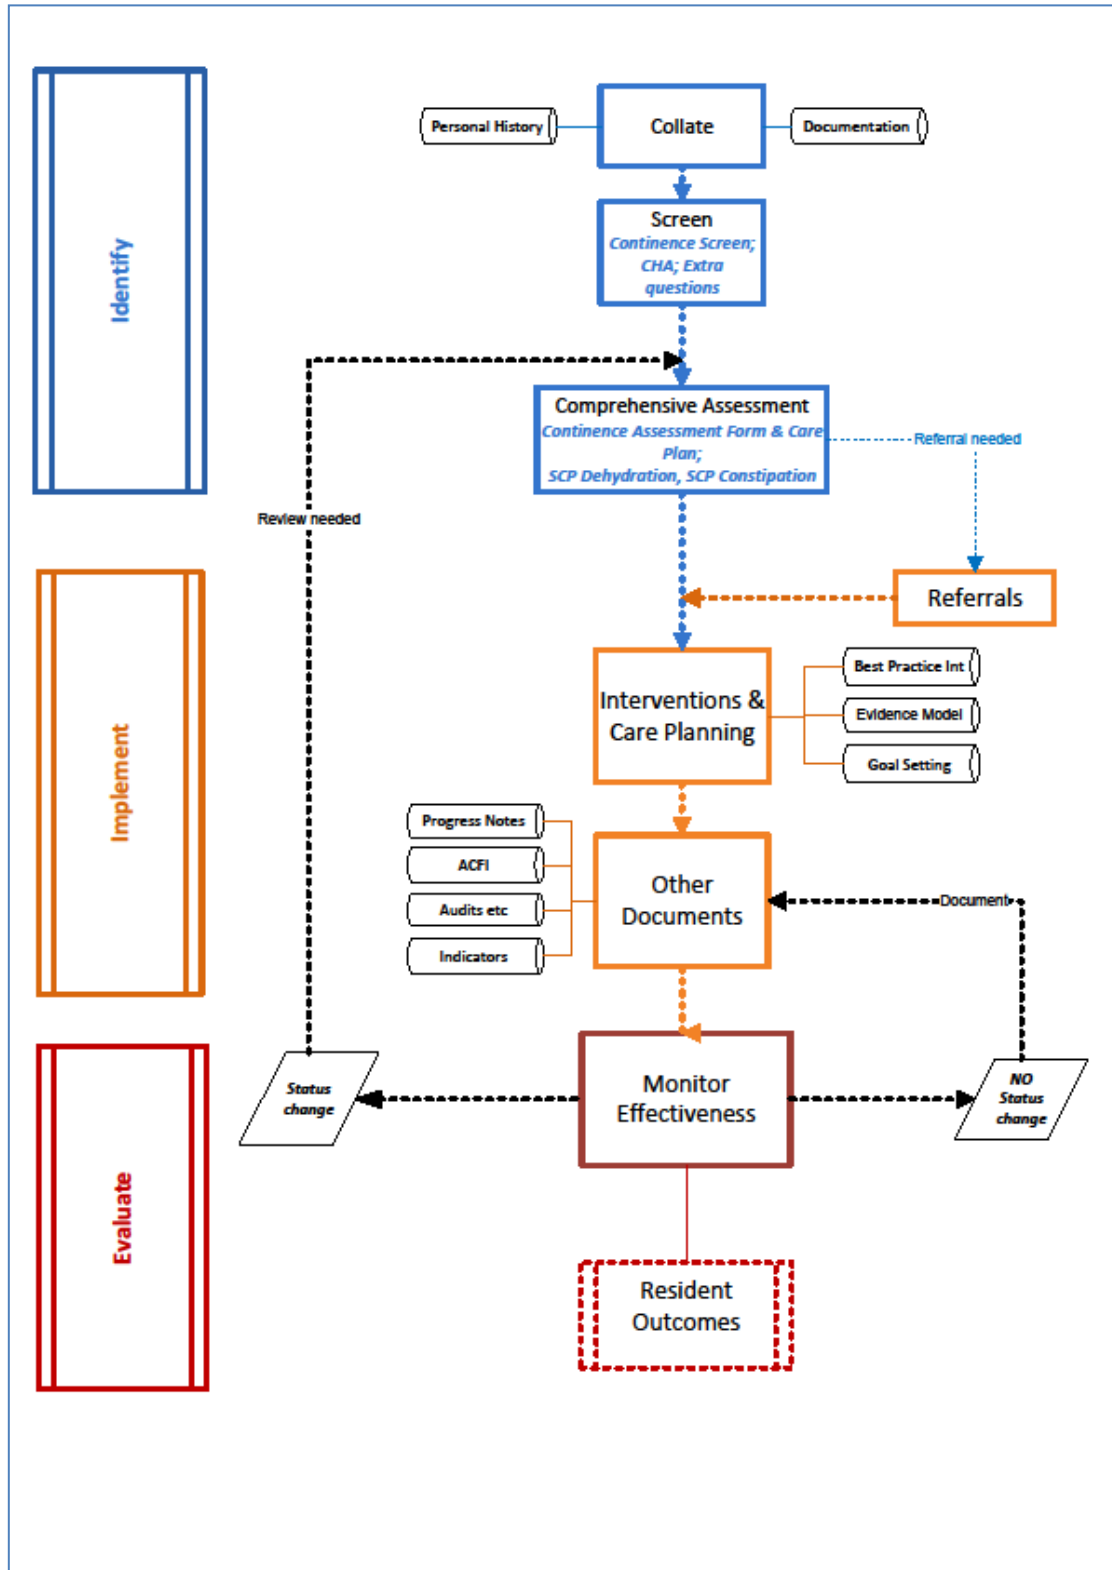 Identify
Personal History
Collate
Documentation
Screen
Continence Screen;
CHA; Extra
questions
Comprehensive Assessment
Continence Assessment Form & Care
Plan;
SCP Dehydration, SCP Constipation
Referral needed
Review needed
Implement
Referrals
Interventions &
Care Planning
Best Practice Int
Evidence Model
Goal Setting
Progress Notes
ACFI
Audits etc
Indicators
Other
Documents
Document
Evaluate
Status
change
Monitor
Effectiveness
NO
Status
change
Resident
Outcomes